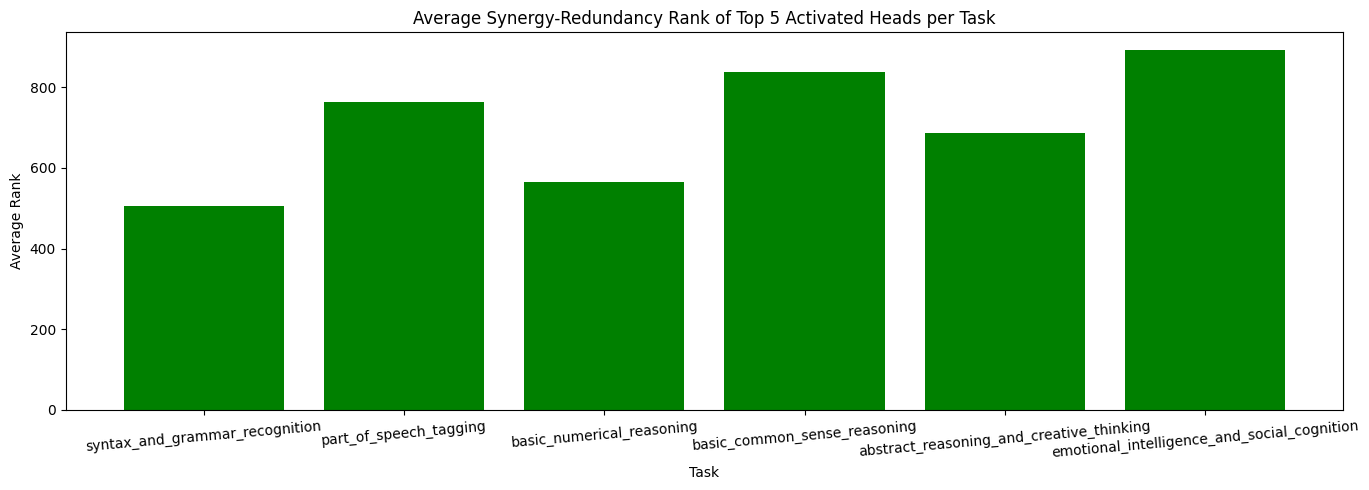 Average Synergy-Redundancy Rank of Top 5 Activated Heads per Task
Average Rank
800
600
400
200
0
syntax_and_grammar_recognition
part_of_speech_tagging
basic_numerical_reasoning
basic_common_sense_reasoning
abstract_reasoning_and_creative_thinking
emotional_intelligence_and_social_cognition
Task